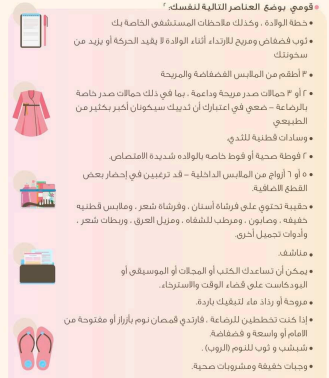 قومي بوضع العناصر التالية لنفسك: ٢
• خطة الولادة ، وكذلك ملاحظات المستشفى الخاصة بك
• ثوب فضفاض ومريح للارتداء أثناء الولادة لا يقيد الحركة أو يزيد من
سخونتك
• ٣ أطقم من الملابس الفضفاضة والمريحة
• ٢ أو ٣ حمالات صدر مريحة وداعمة ، بما في ذلك حمالات صدر خاصة
بالرضاعة – ضعي في اعتبارك أن ثدييك سيكونان أكبر بكثير من
الطبيعي
• وسادات قطنية للثدي.
• ٢ فوطة صحية أو فوط خاصه بالولاده شديدة الامتصاص.
• ٥ أو ٦ أزواج من الملابس الداخلية – قد ترغبين في إحضار بعض
القطع الاضافية.
• حقيبة تحتوي على فرشاة أسنان ، وفرشاة شعر ، وملابس قطنيه
خفيفه ، وصابون ، ومرطب للشفاه ، ومزيل العرق ، وربطات شعر ،
وأدوات تجميل أخرى.
• مناشف.
• يمكن أن تساعدك الكتب أو المجلات أو الموسيقى أو
البودكاست على قضاء الوقت والاسترخاء.
• مروحة أو رذاذ ماء لتبقيك باردة.
• إذا كنت تخططين للرضاعة ، فارتدي قمصان نوم بأزرار أو مفتوحة من
الامام أو واسعة و فضفاضة.
• شبشب و ثوب للنوم (الروب) .
• وجبات خفيفة ومشروبات صحية.